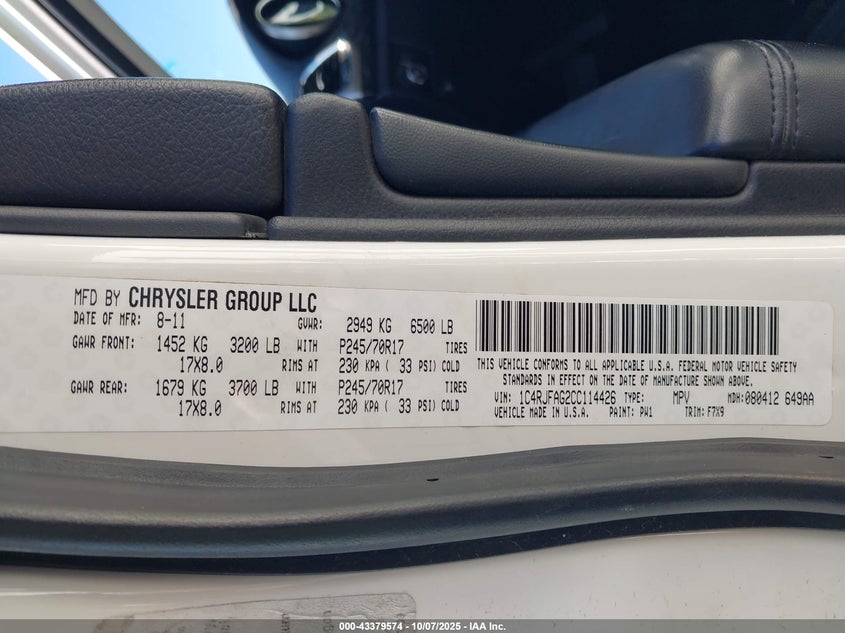 MFD BY CHRYSLER GROUP LLC
DATE OF MFR: 8-11 GVWR: 2949 KG 6500 LB
GAWR FRONT: 1452 KG 3200 LB WITH P245/70R17 TIRES
17X8.0 RIMS AT 230 KPA ( 33 PSI) COLD
GAWR REAR: 1679 KG 3700 LB WITH P245/70R17 TIRES
17X8.0 RIMS AT 230 KPA ( 33 PSI) COLD
THIS VEHICLE CONFORMS TO ALL APPLICABLE U.S.A. FEDERAL MOTOR VEHICLE SAFETY
STANDARDS IN EFFECT ON THE DATE OF MANUFACTURE SHOWN ABOVE.
VIN: 1C4RJFAG2CC114426 TYPE: MPV MDH: 080412 649AA
VEHICLE MADE IN U.S.A. PAINT: PW1 TRIM: F7X9
000-43379574 | 10/07/2025 - IAA Inc.